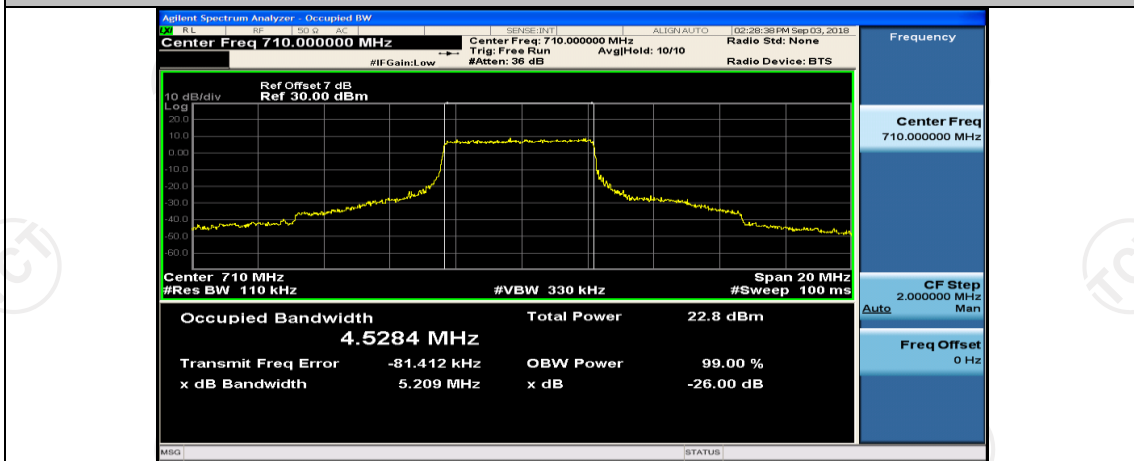 Agilent Spectrum Analyzer - Occupied BW
LXI RL RF 50 Ω AC SENSE:INT ALIGN AUTO 02:28:38 PM Sep 03, 2018
Center Freq 710.000000 MHz
Center Freq: 710.000000 MHz
Radio Std: None
Trig: Free Run Avg|Hold: 10/10
#IFGain:Low #Atten: 36 dB Radio Device: BTS
Ref Offset 7 dB
10 dB/div Ref 30.00 dBm
Log
20.0
10.0
0.00
-10.0
-20.0
-30.0
-40.0
-50.0
-60.0
Center 710 MHz Span 20 MHz
#Res BW 110 kHz #VBW 330 kHz #Sweep 100 ms
Occupied Bandwidth Total Power 22.8 dBm
4.5284 MHz
Transmit Freq Error -81.412 kHz OBW Power 99.00 %
x dB Bandwidth 5.209 MHz x dB -26.00 dB
MSG STATUS
Frequency
Center Freq
710.000000 MHz
CF Step
2.000000 MHz
Auto Man
Freq Offset
0 Hz